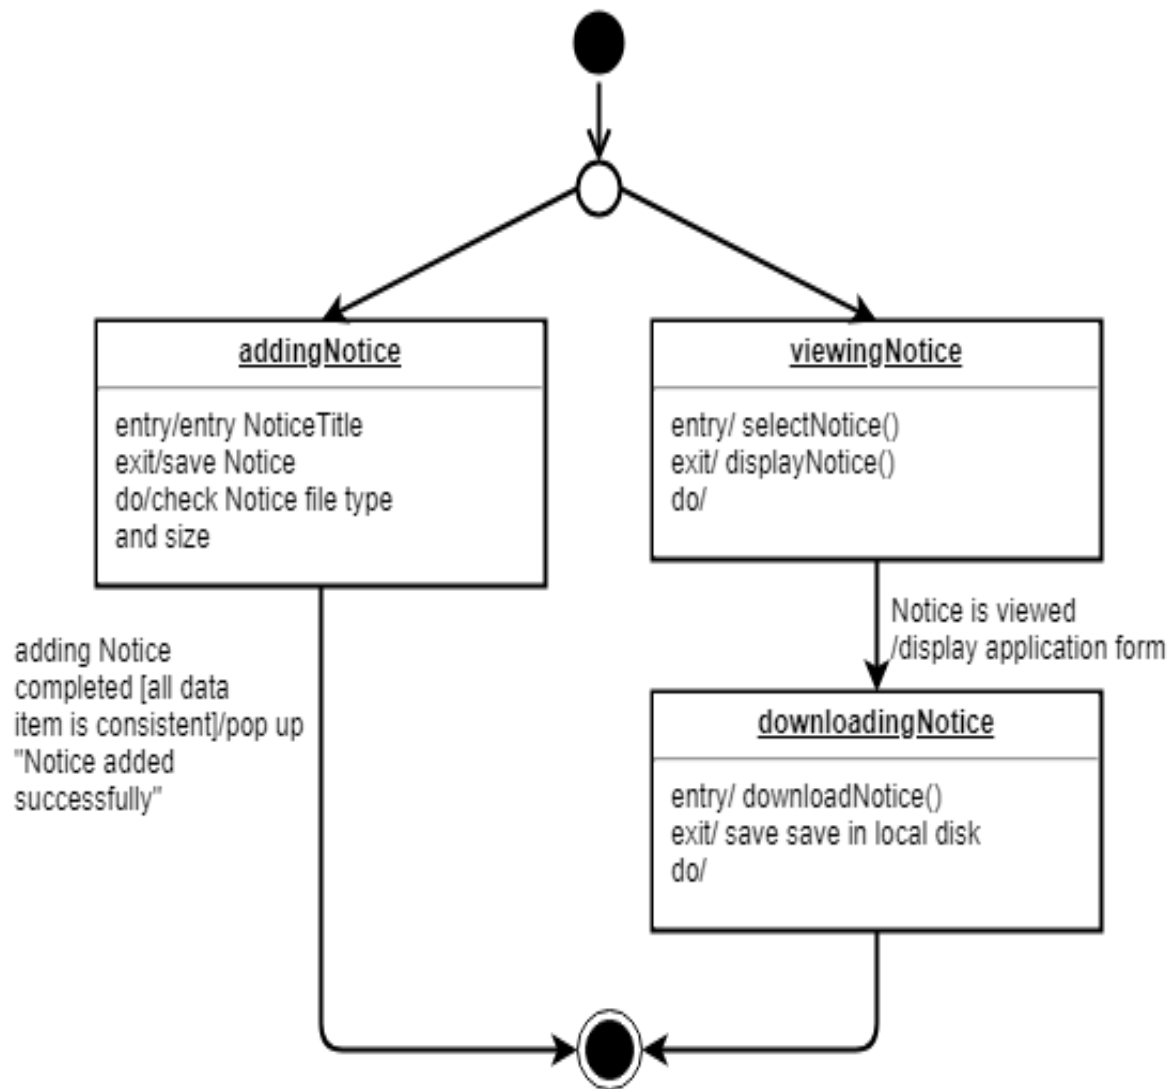 addingNotice
entry/entry NoticeTitle
exit/save Notice
do/check Notice file type
and size
viewingNotice
entry/ selectNotice()
exit/ displayNotice()
do/
adding Notice
completed [all data
item is consistent]/pop up
"Notice added
successfully"
Notice is viewed
/display application form
downloadingNotice
entry/ downloadNotice()
exit/ save save in local disk
do/